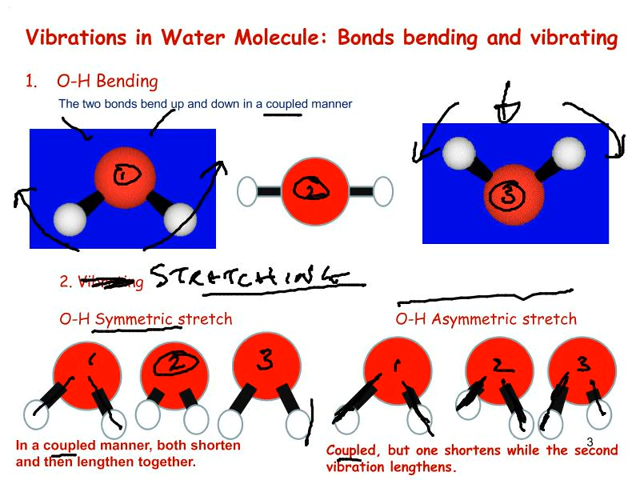 Vibrations in Water Molecule: Bonds bending and vibrating
1. O-H Bending
The two bonds bend up and down in a coupled manner
1
2
3
2. Vibrating STRETCHING
O-H Symmetric stretch
O-H Asymmetric stretch
1 2 3
1 2 3
In a coupled manner, both shorten
and then lengthen together.
3
Coupled, but one shortens while the second
vibration lengthens.